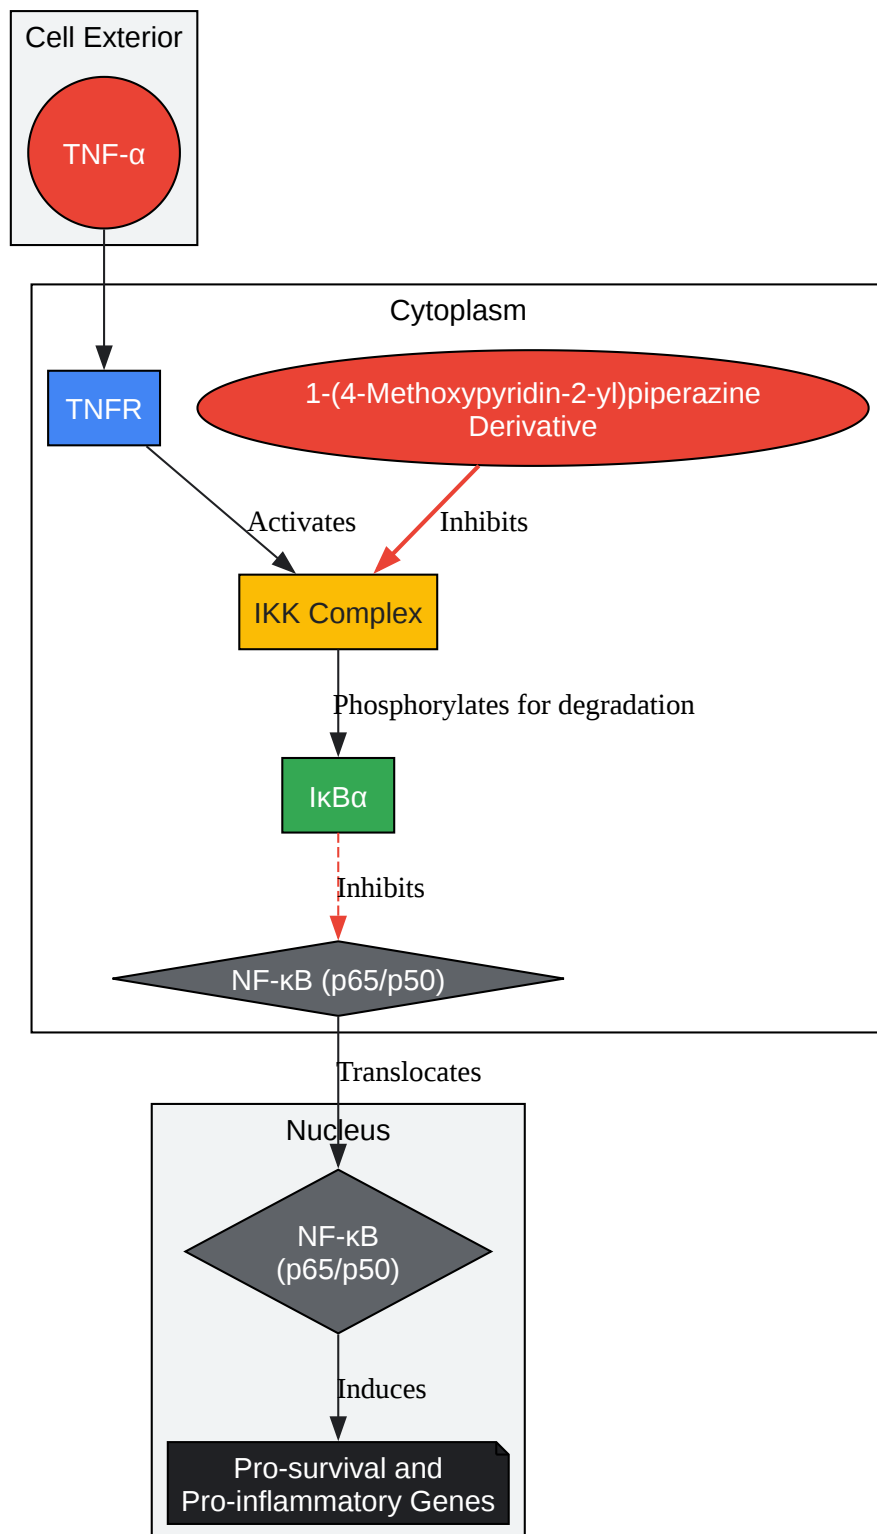 Cell Exterior
TNF-α
Cytoplasm
TNFR
1-(4-Methoxypyridin-2-yl)piperazine
Derivative
Activates
Inhibits
IKK Complex
Phosphorylates for degradation
IκBα
Inhibits
NF-κB (p65/p50)
Translocates
Nucleus
NF-κB
(p65/p50)
Induces
Pro-survival and
Pro-inflammatory Genes